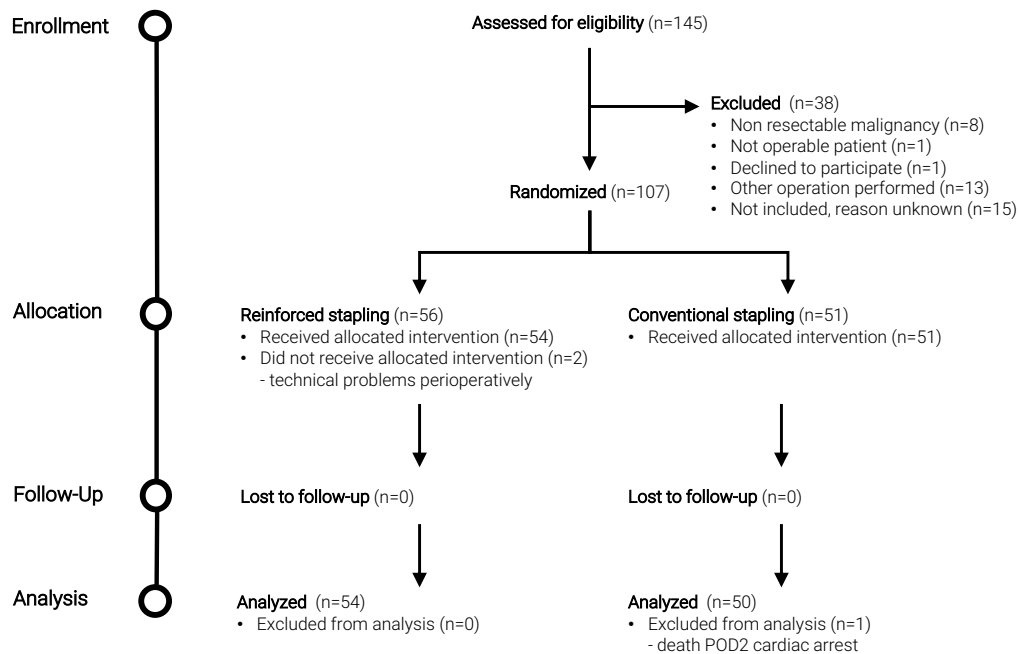 Enrollment
Assessed for eligibility (n=145)
Excluded (n=38)
• Non resectable malignancy (n=8)
• Not operable patient (n=1)
• Declined to participate (n=1)
• Other operation performed (n=13)
• Not included, reason unknown (n=15)
Randomized (n=107)
Allocation
Reinforced stapling (n=56)
• Received allocated intervention (n=54)
• Did not receive allocated intervention (n=2)
- technical problems perioperatively
Conventional stapling (n=51)
• Received allocated intervention (n=51)
Follow-Up
Lost to follow-up (n=0)
Lost to follow-up (n=0)
Analysis
Analyzed (n=54)
• Excluded from analysis (n=0)
Analyzed (n=50)
• Excluded from analysis (n=1)
- death POD2 cardiac arrest